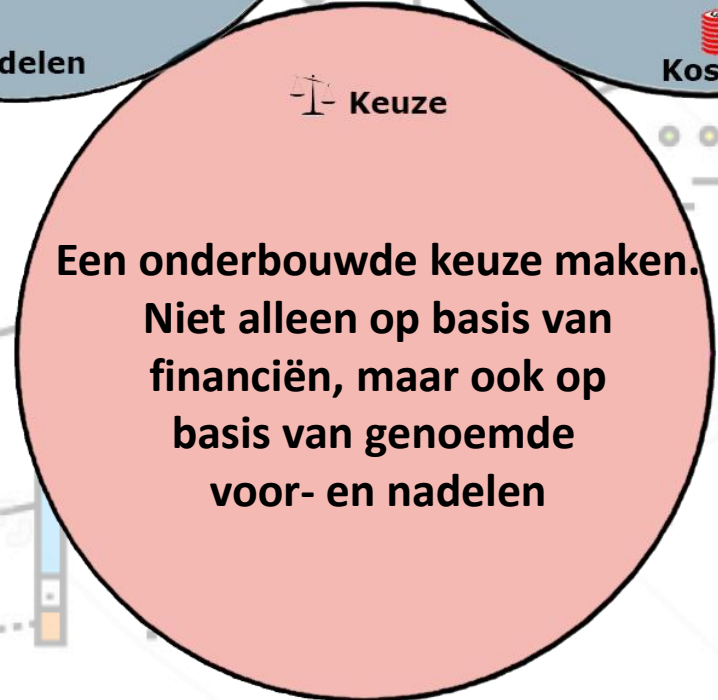 delen
Kos
Keuze
Een onderbouwde keuze maken.
Niet alleen op basis van
financiën, maar ook op
basis van genoemde
voor- en nadelen